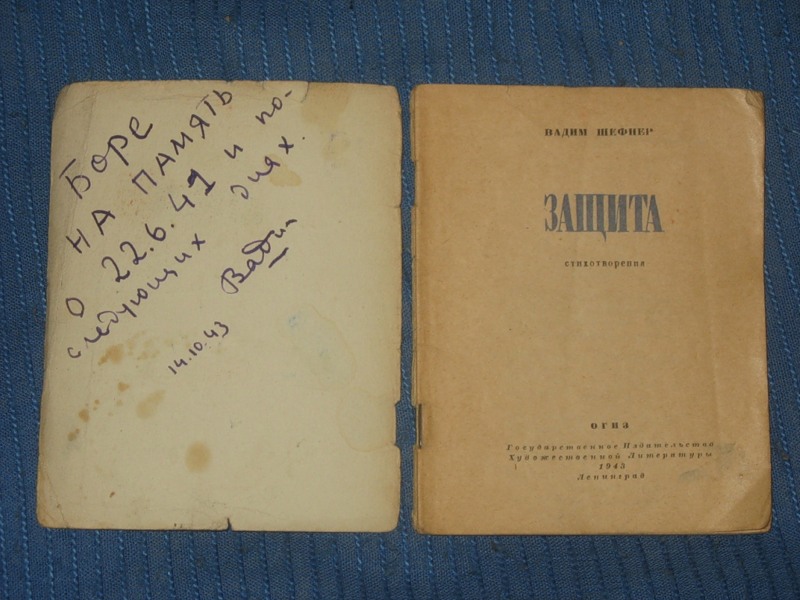 Боре
на память
о 22.6.41 и по-
следующих днях.
Вадим
14.10.43
ВАДИМ ШЕФНЕР
ЗАЩИТА
стихотворения
ОГИЗ
Государственное Издательство
Художественной Литературы
1943
Ленинград